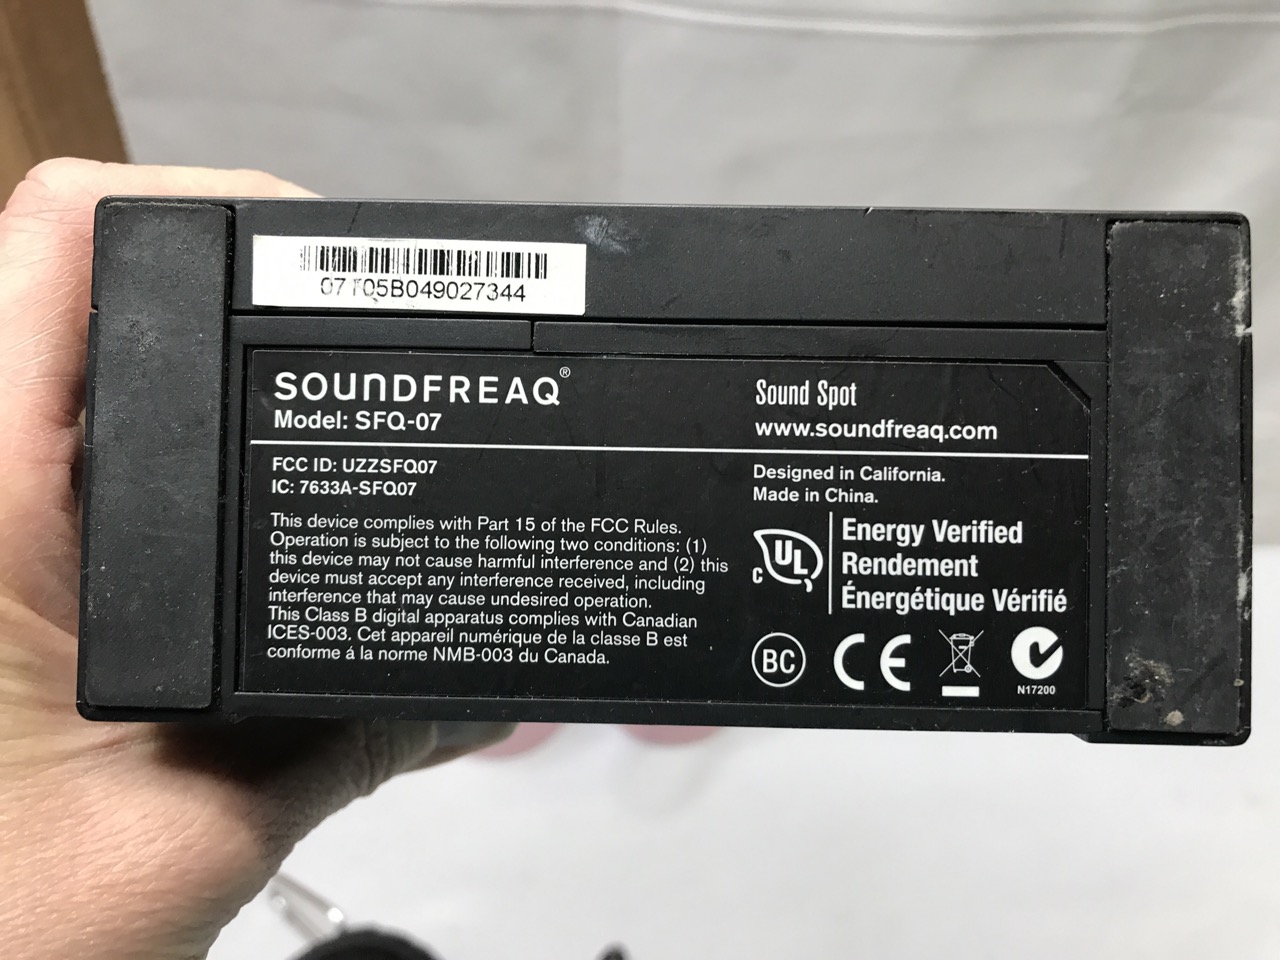 07T05B049027344
SOUNDFREAQ®
Model: SFQ-07
Sound Spot
www.soundfreaq.com
FCC ID: UZZSFQ07
IC: 7633A-SFQ07
This device complies with Part 15 of the FCC Rules.
Operation is subject to the following two conditions: (1)
this device may not cause harmful interference and (2) this
device must accept any interference received, including
interference that may cause undesired operation.
This Class B digital apparatus complies with Canadian
ICES-003. Cet appareil numérique de la classe B est
conforme á la norme NMB-003 du Canada.
Designed in California.
Made in China.
C UL
Energy Verified
Rendement
Énergétique Vérifié
BC
CE
N17200